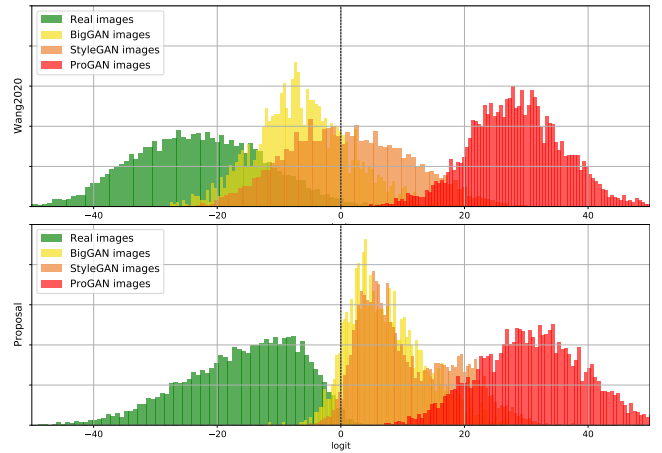 Real images
BigGAN images
StyleGAN images
ProGAN images
Wang2020
−40 −20 0 20 40
Real images
BigGAN images
StyleGAN images
ProGAN images
Proposal
−40 −20 0 20 40
logit